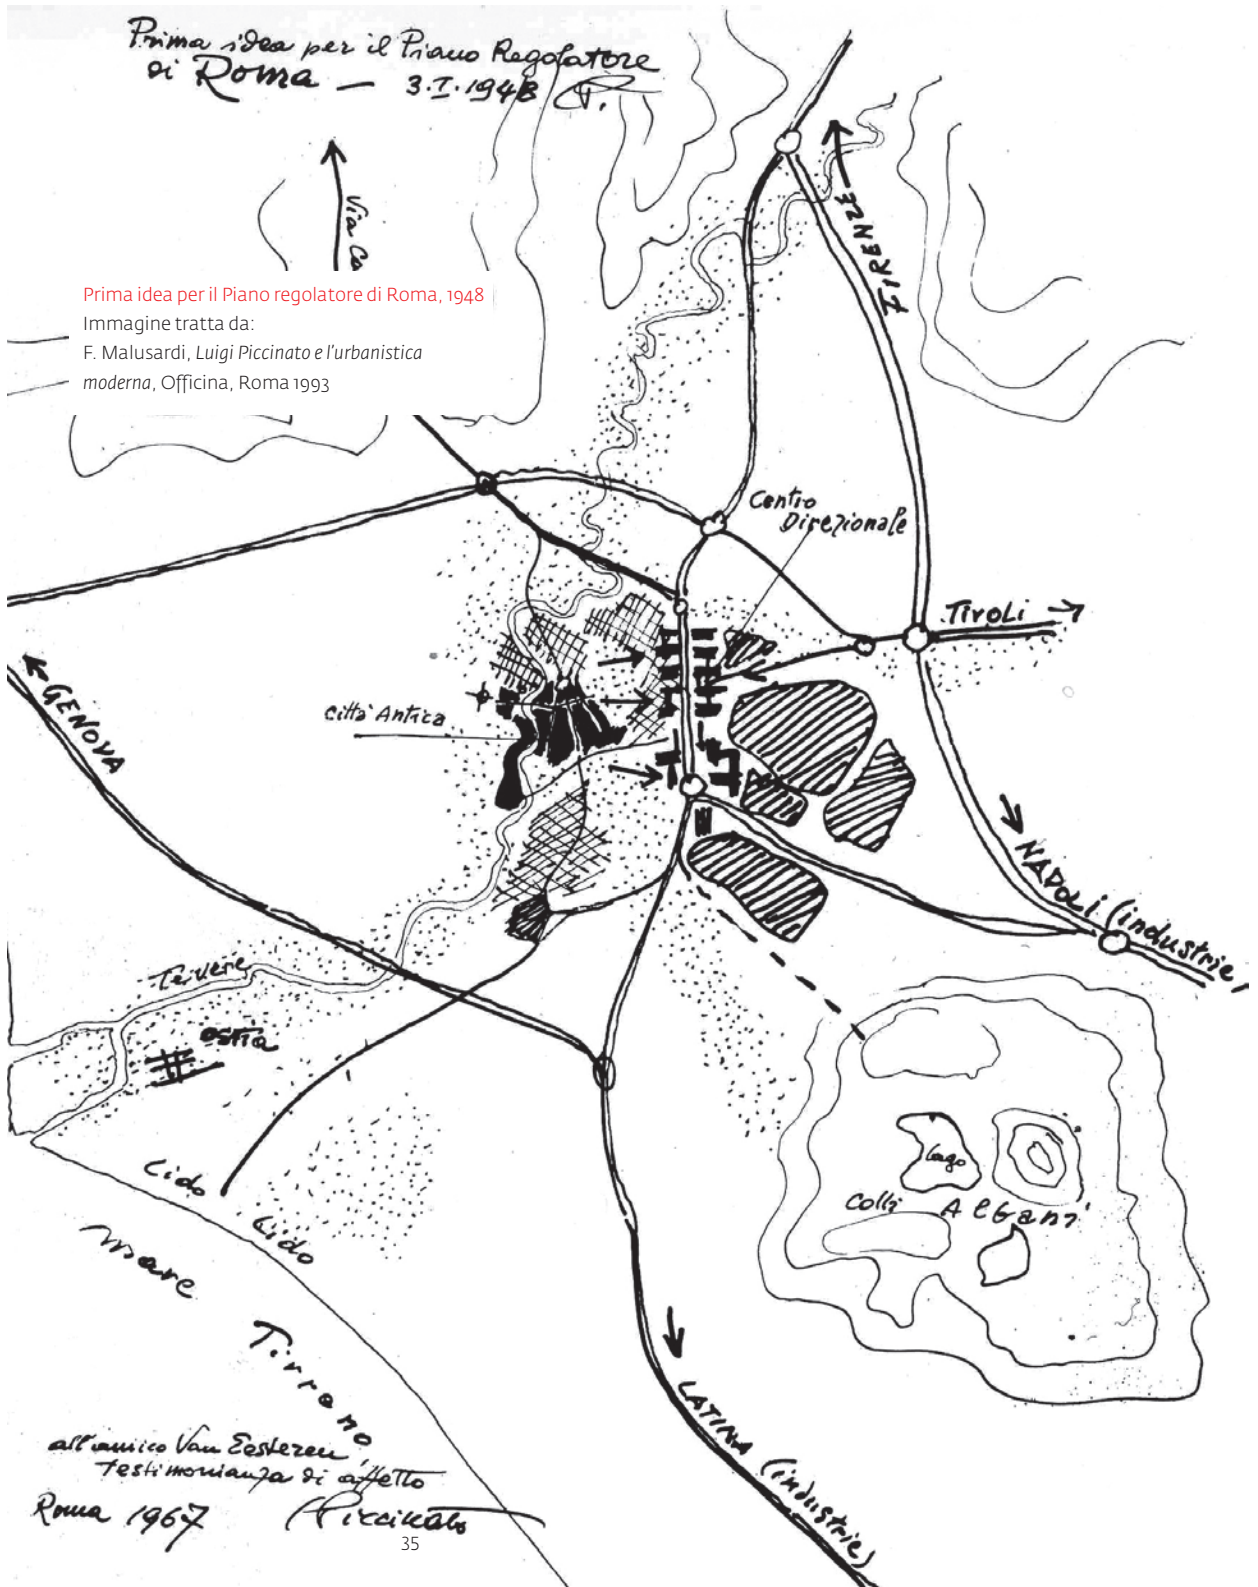 Prima idea per il Piano Regolatore
di Roma — 3.I.1948 P.
Via
FIRENZE
Prima idea per il Piano regolatore di Roma, 1948
Immagine tratta da:
F. Malusardi, Luigi Piccinato e l'urbanistica
moderna, Officina, Roma 1993
Centro
Direzionale
TIVOLI
GENOVA
Città Antica
NAPOLI (industrie)
Tevere
ostia
Lago
Colli Albani
Lido
Lido
mare
Tirreno
LATINA (industrie)
all'amico Van Eesteren,
testimonianza di affetto
Roma 1967 Piccinato
35